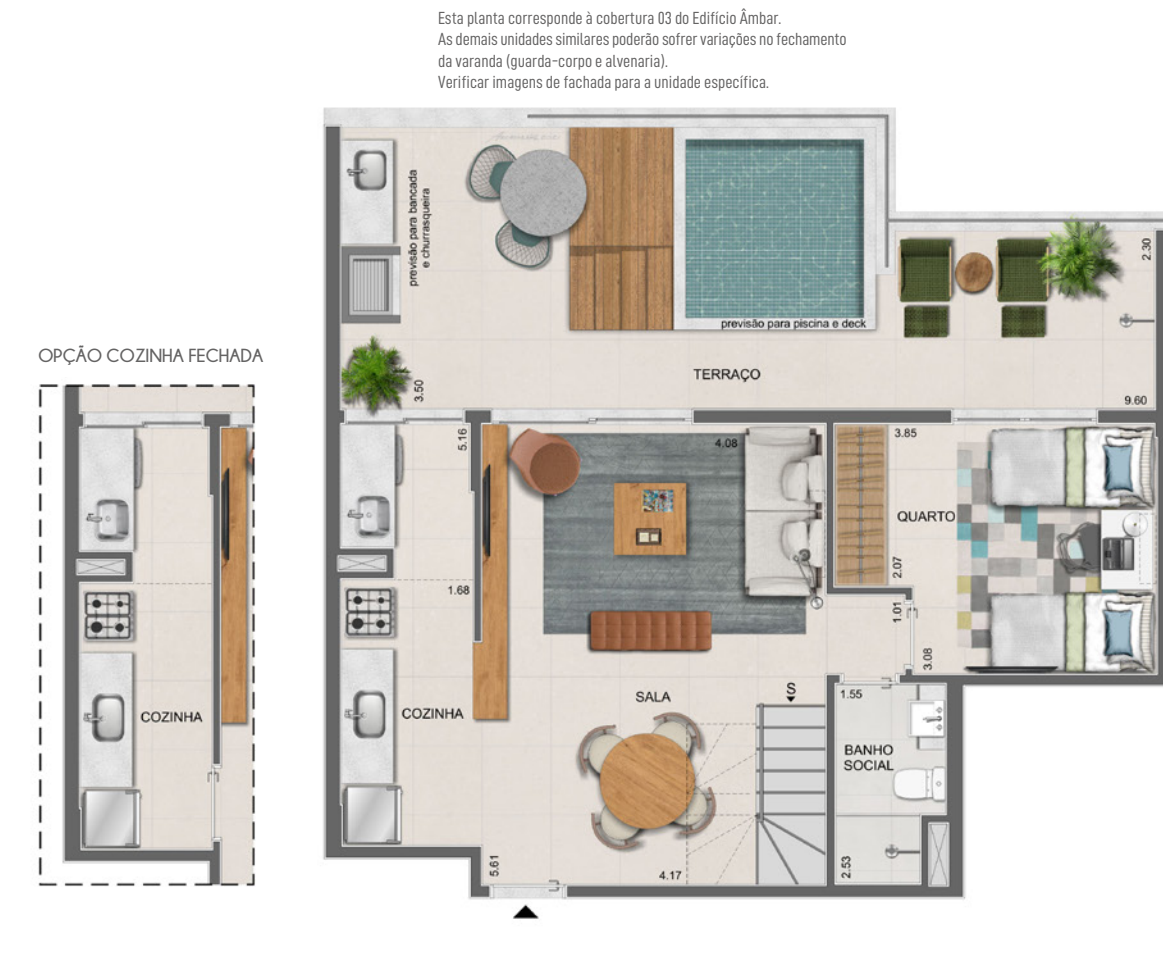 Esta planta corresponde à cobertura 03 do Edifício Âmbar.
As demais unidades similares poderão sofrer variações no fechamento
da varanda (guarda-corpo e alvenaria).
Verificar imagens de fachada para a unidade específica.
previsão para bancada
e churrasqueira
2.30
previsão para piscina e deck
OPÇÃO COZINHA FECHADA
TERRAÇO
3.50
9.60
5.16
4.08
3.85
QUARTO
2.07
1.68
1.01
3.08
COZINHA
COZINHA
SALA
S
1.55
BANHO
SOCIAL
5.61
4.17
2.53